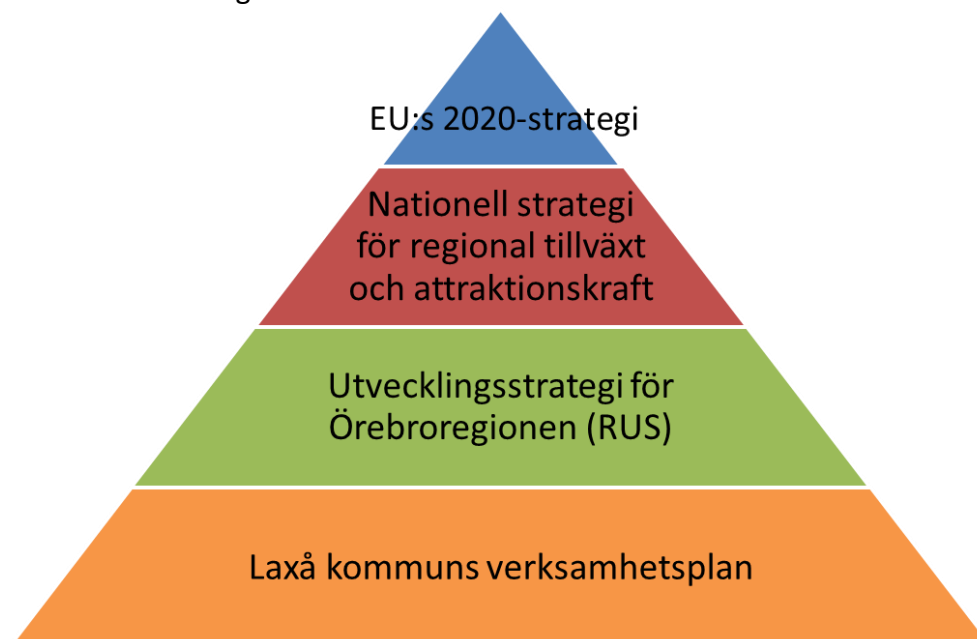 EU:s 2020-strategi
Nationell strategi
för regional tillväxt
och attraktionskraft
Utvecklingsstrategi för
Örebroregionen (RUS)
Laxå kommuns verksamhetsplan